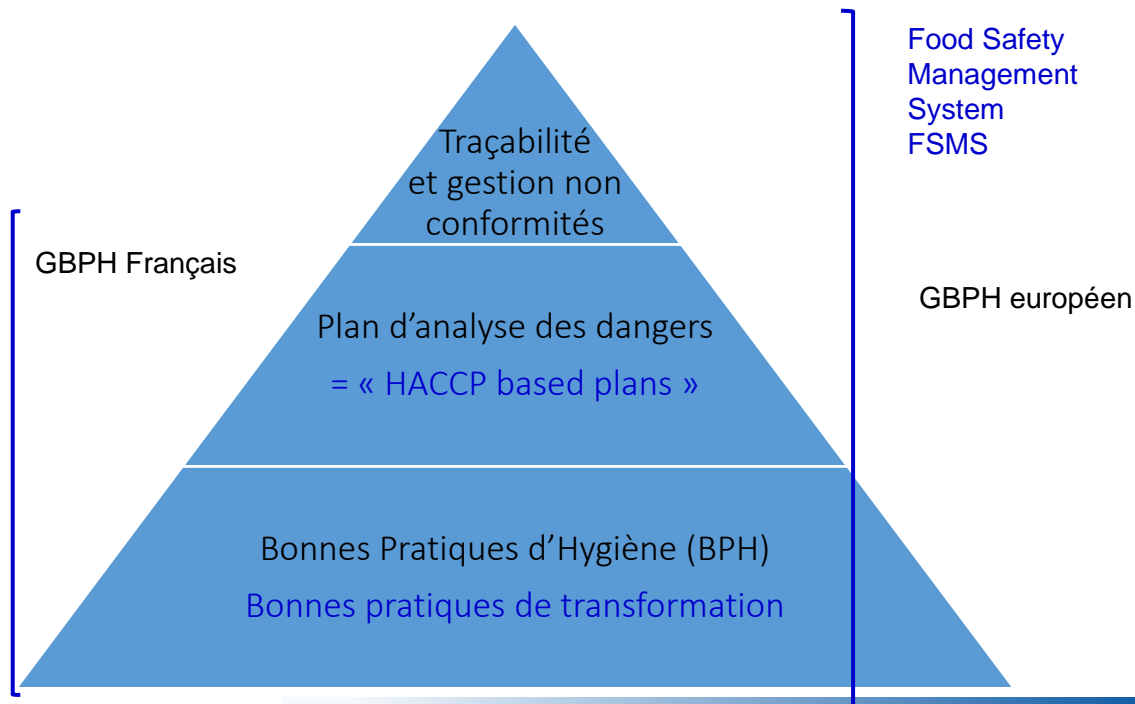 Food Safety
Management
System
FSMS
Traçabilité
et gestion non
conformités
GBPH Français
GBPH européen
Plan d’analyse des dangers
= « HACCP based plans »
Bonnes Pratiques d’Hygiène (BPH)
Bonnes pratiques de transformation